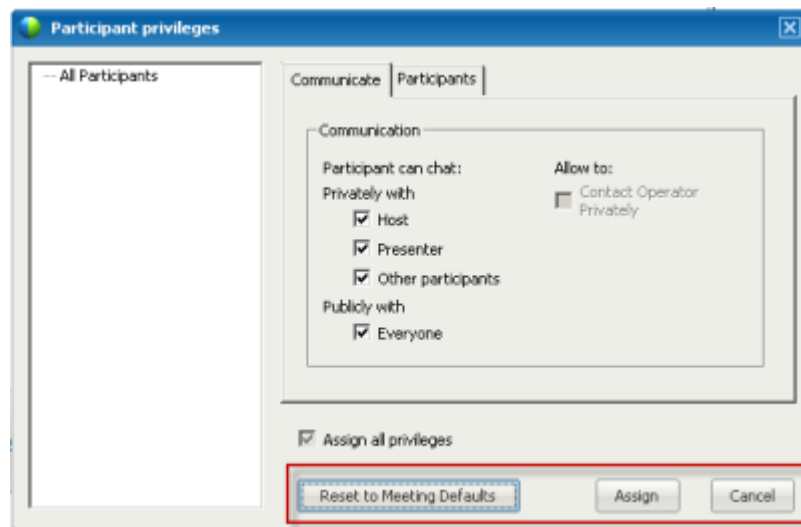 Participant privileges
All Participants
Communicate
Participants
Communication
Participant can chat:
Privately with
Host
Presenter
Other participants
Publicly with
Everyone
Allow to:
Contact Operator
Privately
Assign all privileges
Reset to Meeting Defaults
Assign
Cancel